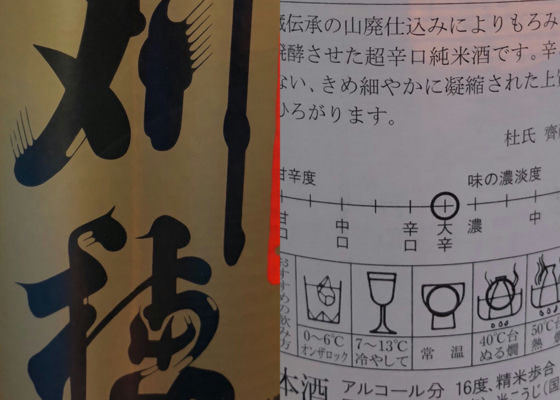 刈穂
伝承の山廃仕込みによりもろみ
発酵させた超辛口純米酒です。辛
ない、きめ細やかに凝縮された上
ひろがります。
杜氏 齊
甘辛度 味の濃淡度
甘口 中口 辛口 大辛 濃 中
おすすめの飲み方
0〜6℃ オンザロック
7〜13℃ 冷やして
常温
40℃台 ぬる燗
50℃ 熱
本酒 アルコール分 16度、精米歩合
米こうじ(国